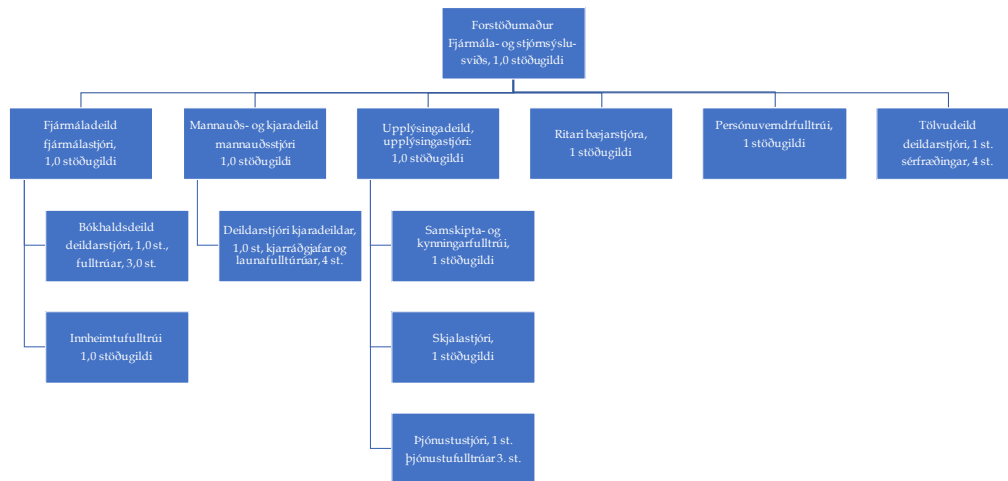 Forstöðumaður
Fjármála- og stjórnsýslu-
sviðs, 1,0 stöðugildi
Fjármáladeild
fjármálastjóri,
1,0 stöðugildi
Mannauðs- og kjaradeild
mannauðsstjóri
1,0 stöðugildi
Upplýsingadeild,
upplýsingastjóri:
1,0 stöðugildi
Ritari bæjarstjóra,
1 stöðugildi
Persónuverndrfulltrúi,
1 stöðugildi
Tölvudeild
deildarstjóri, 1 st.
sérfræðingar, 4 st.
Bókhaldsdeild
deildarstjóri, 1,0 st.,
fulltrúar, 3,0 st.
Deildarstjóri kjaradeildar,
1,0 st, kjarráðgjafar og
launafulltúrúar, 4 st.
Samskipta- og
kynningarfulltrúi,
1 stöðugildi
Innheimtufulltrúi
1,0 stöðugildi
Skjalastjóri,
1 stöðugildi
Þjónustustjóri, 1 st.
þjónustufulltrúar 3. st.